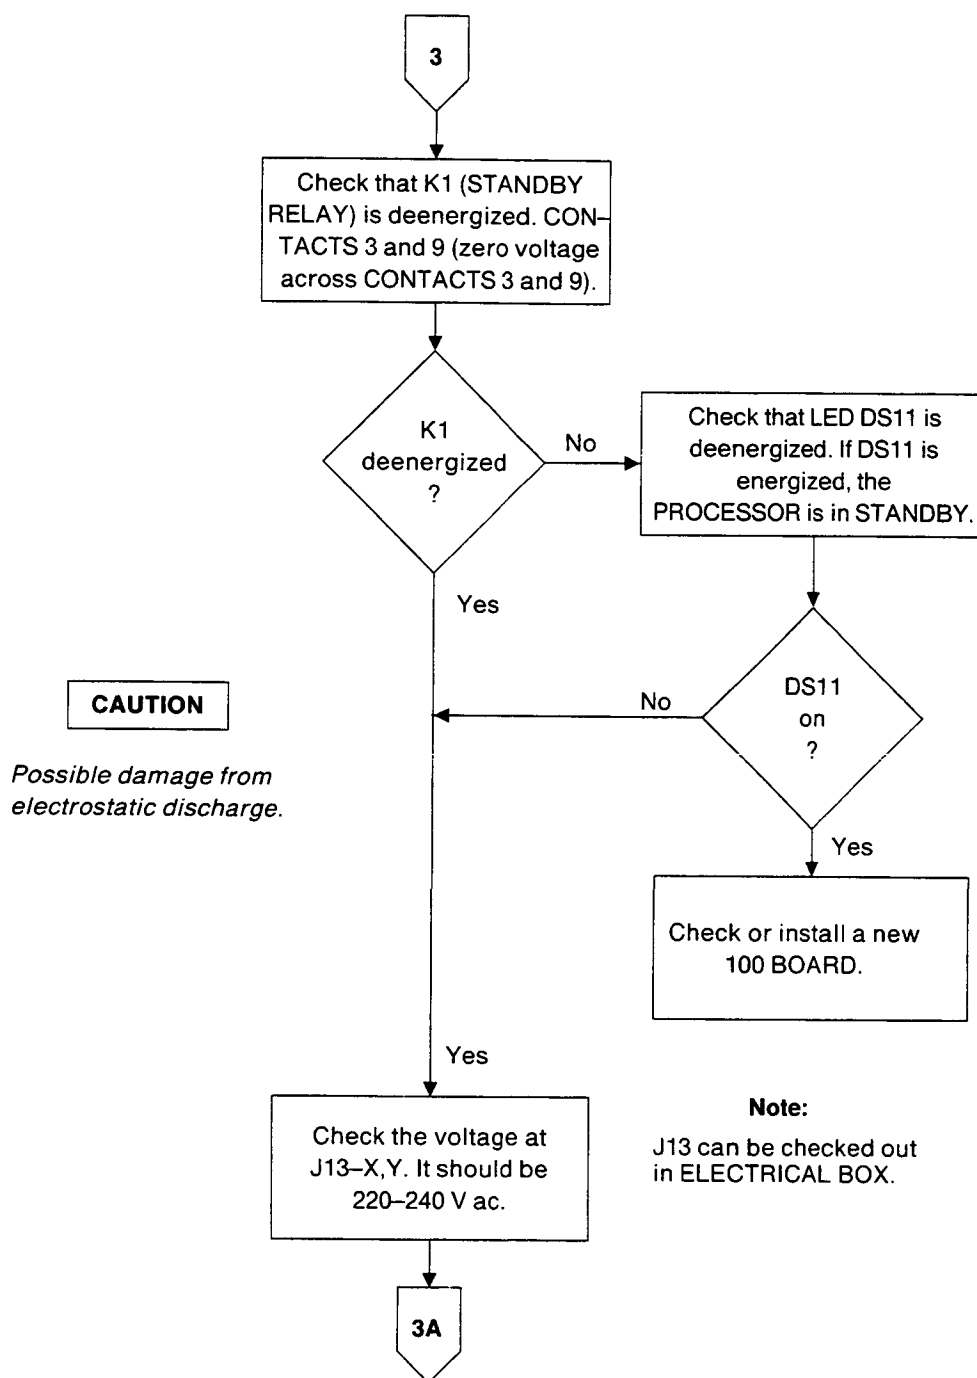 3
Check that K1 (STANDBY
RELAY) is deenergized. CON-
TACTS 3 and 9 (zero voltage
across CONTACTS 3 and 9).
K1
deenergized
?
No
Check that LED DS11 is
deenergized. If DS11 is
energized, the
PROCESSOR is in STANDBY.
Yes
DS11
on
?
No
CAUTION
Possible damage from
electrostatic discharge.
Yes
Check or install a new
100 BOARD.
Yes
Check the voltage at
J13–X,Y. It should be
220–240 V ac.
Note:
J13 can be checked out
in ELECTRICAL BOX.
3A